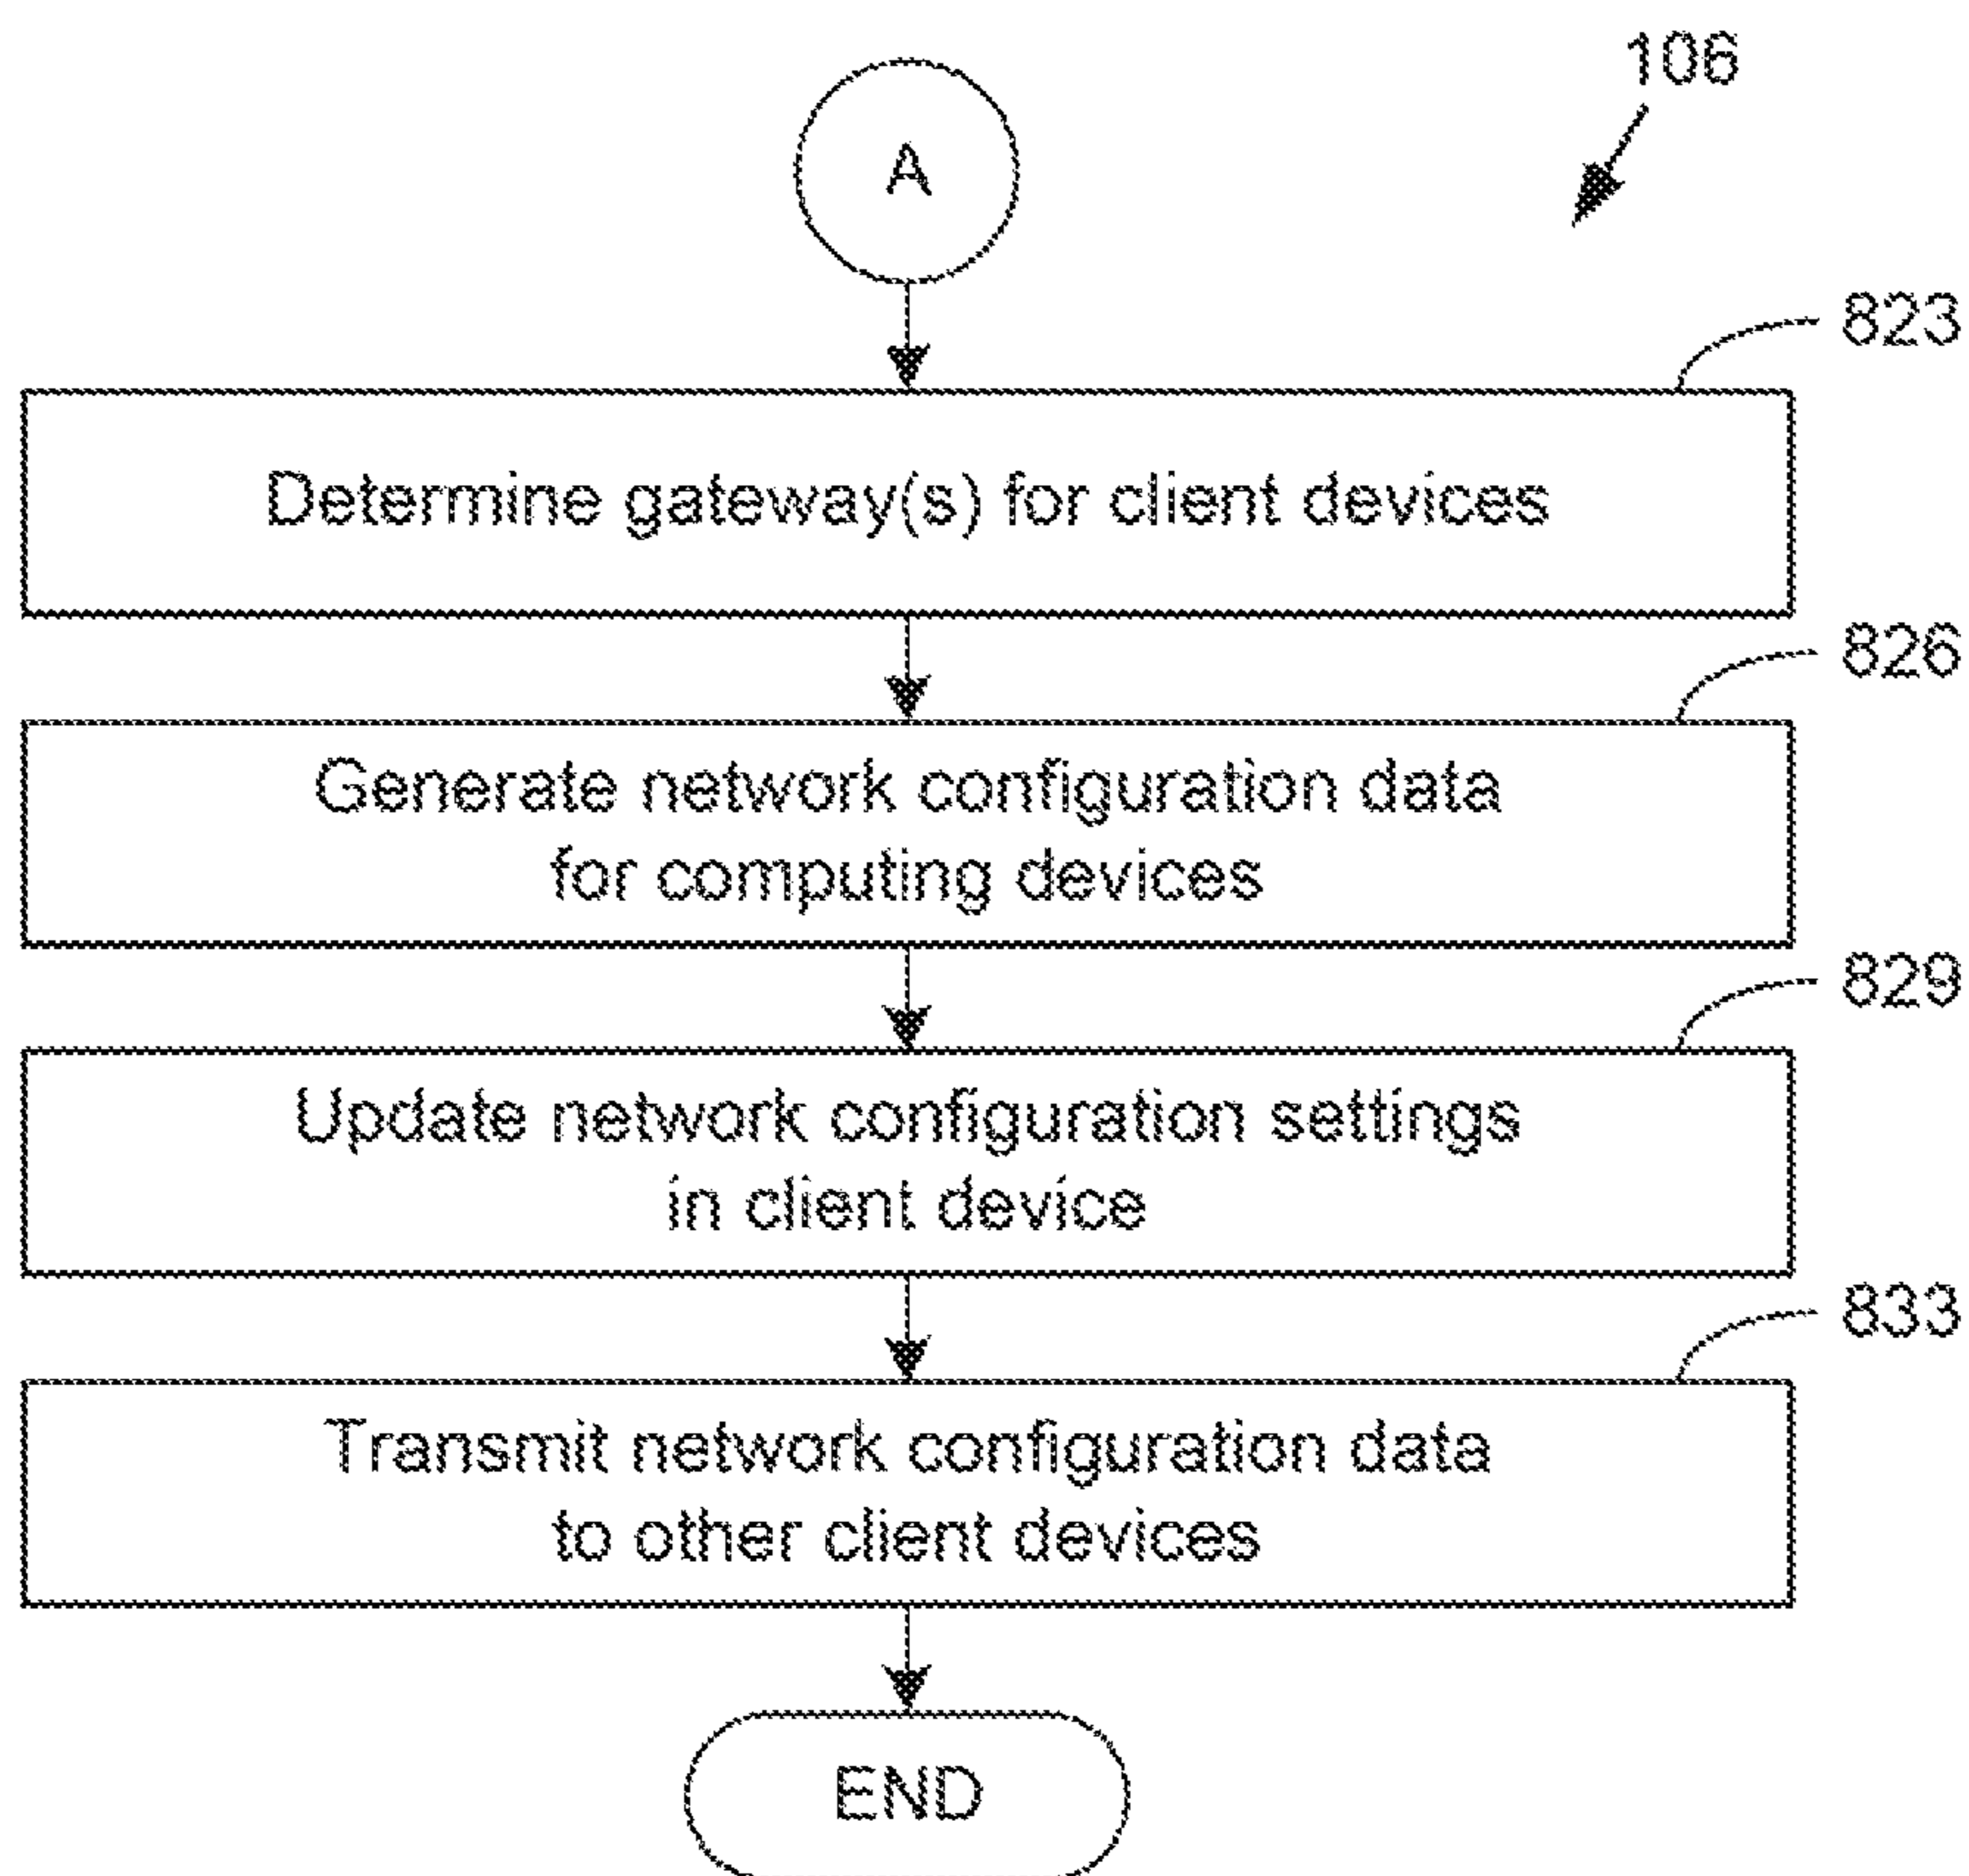 106
A
823
Determine gateway(s) for client devices
826
Generate network configuration data
for computing devices
829
Update network configuration settings
in client device
833
Transmit network configuration data
to other client devices
END